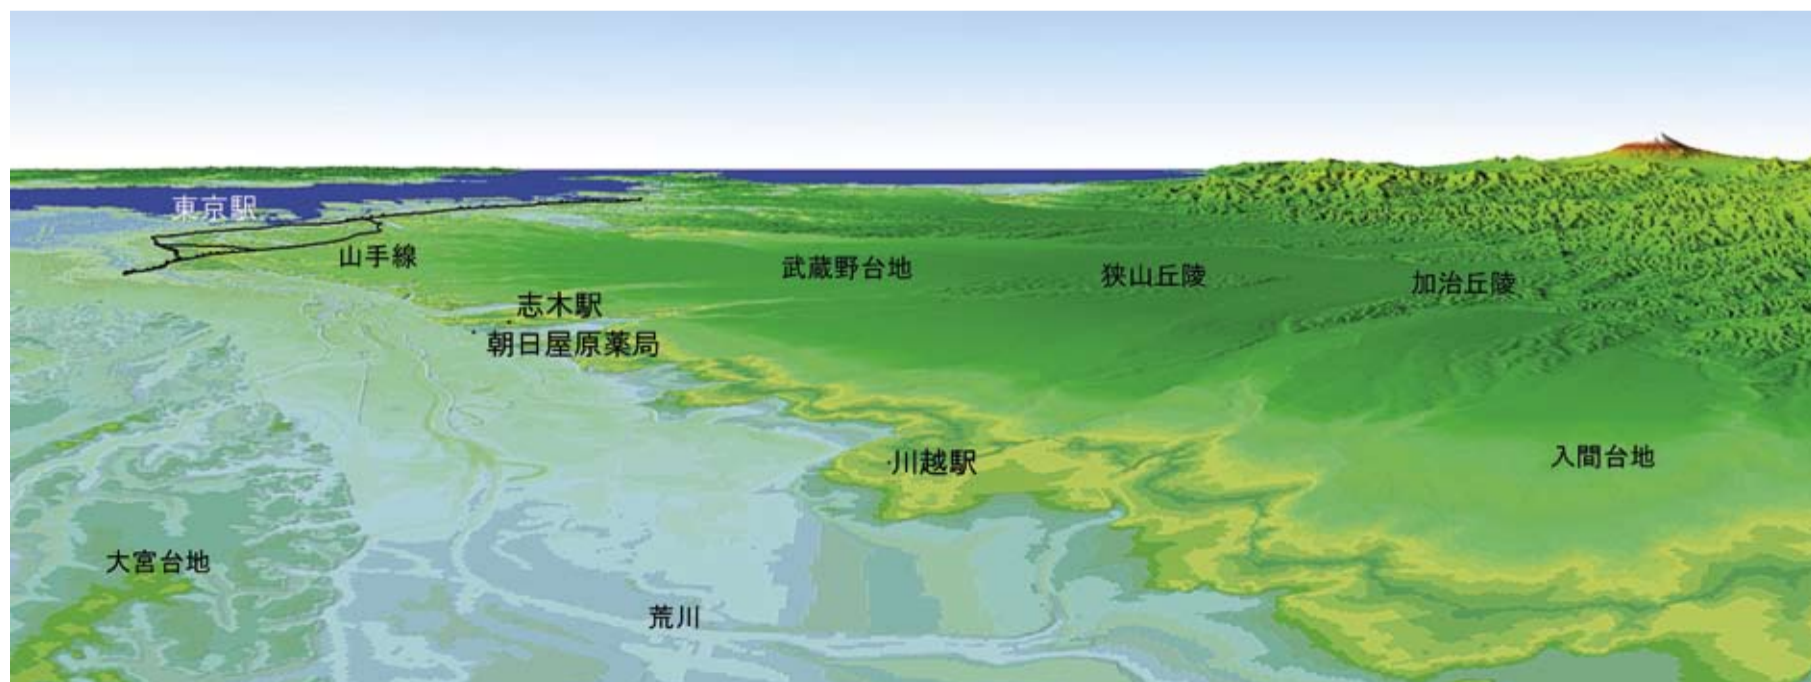 東京駅
山手線
武蔵野台地
狭山丘陵
加治丘陵
志木駅
朝日屋原薬局
川越駅
入間台地
大宮台地
荒川